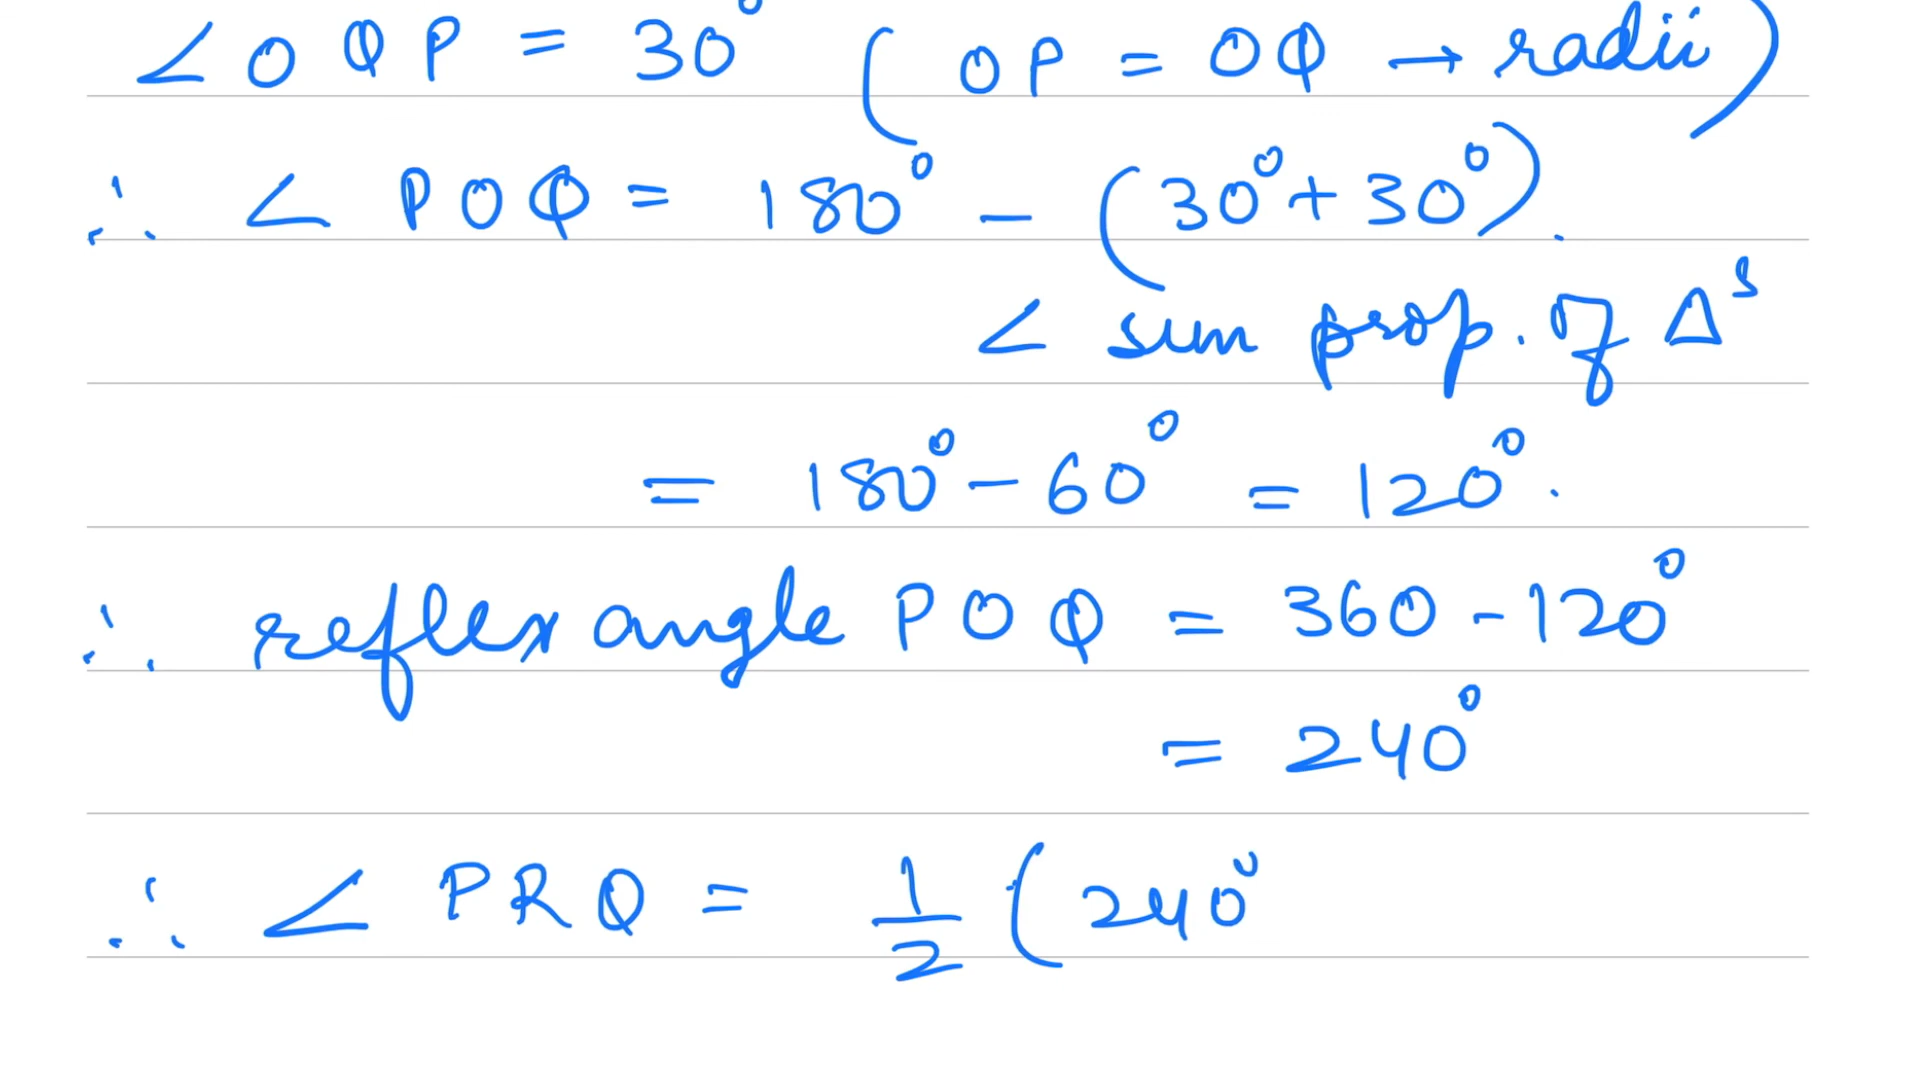 ∠OQP = 30° (OP = OQ → radii)
∴ ∠POQ = 180° - (30° + 30°).
∠ sum prop. of Δs
= 180° - 60° = 120°.
∴ reflex angle POQ = 360 - 120°
= 240°
∴ ∠PRQ = 1/2 (240°